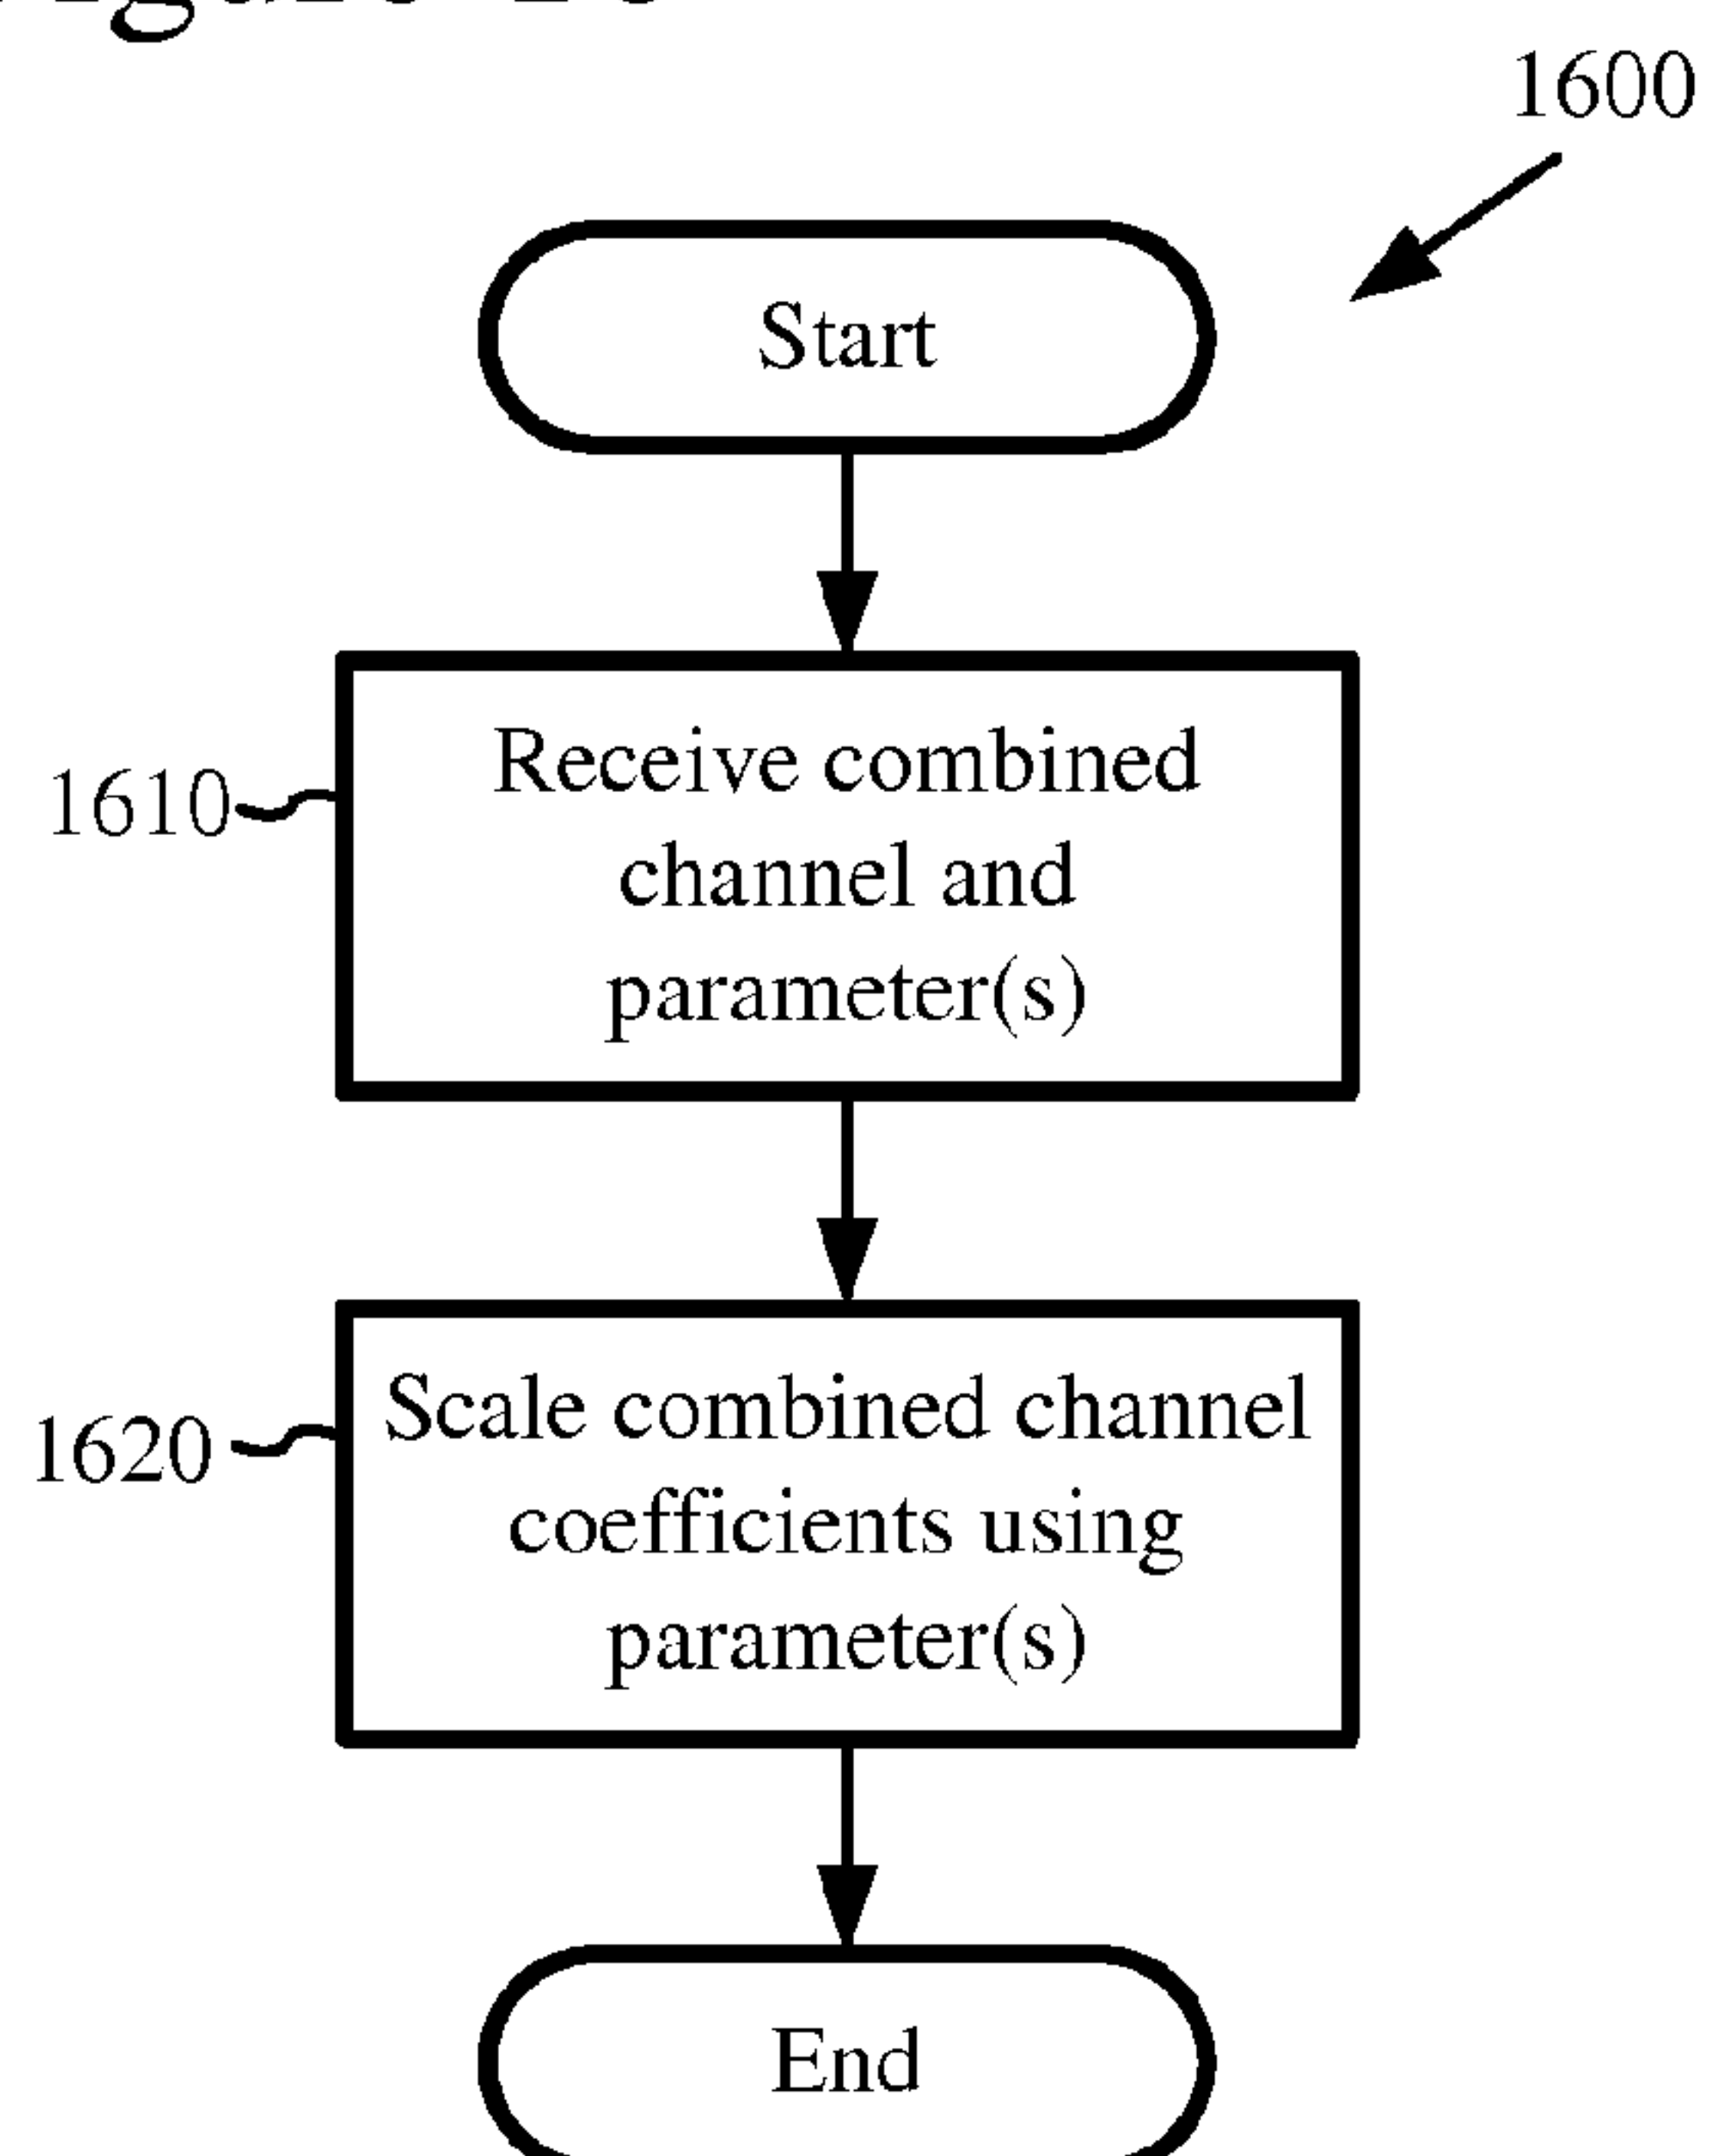 1600
Start
1610
Receive combined
channel and
parameter(s)
1620
Scale combined channel
coefficients using
parameter(s)
End